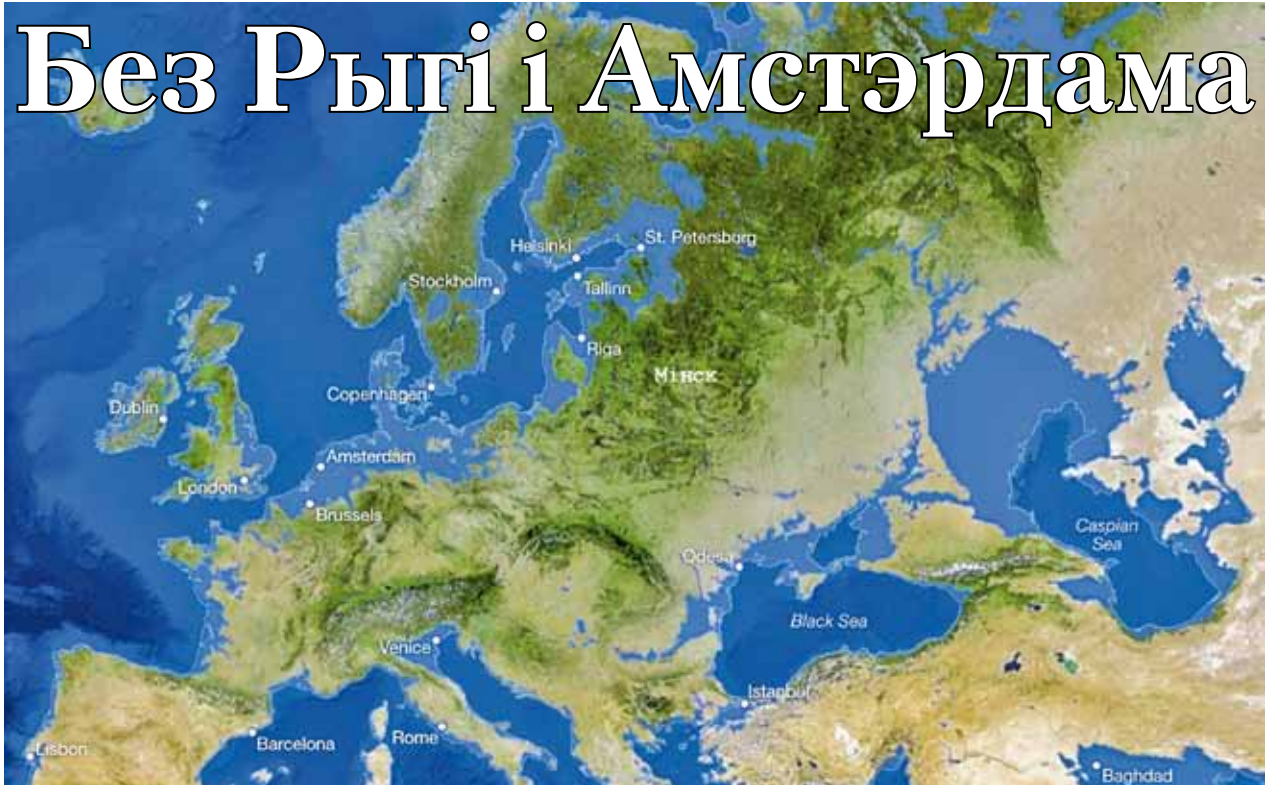 Без Рыгі і Амстэрдама
Helsinki
St. Petersburg
Stockholm
Tallinn
Riga
Мінск
Copenhagen
Dublin
Amsterdam
London
Brussels
Odesa
Caspian
Sea
Black Sea
Venice
Istanbul
Lisbon
Barcelona
Rome
Baghdad